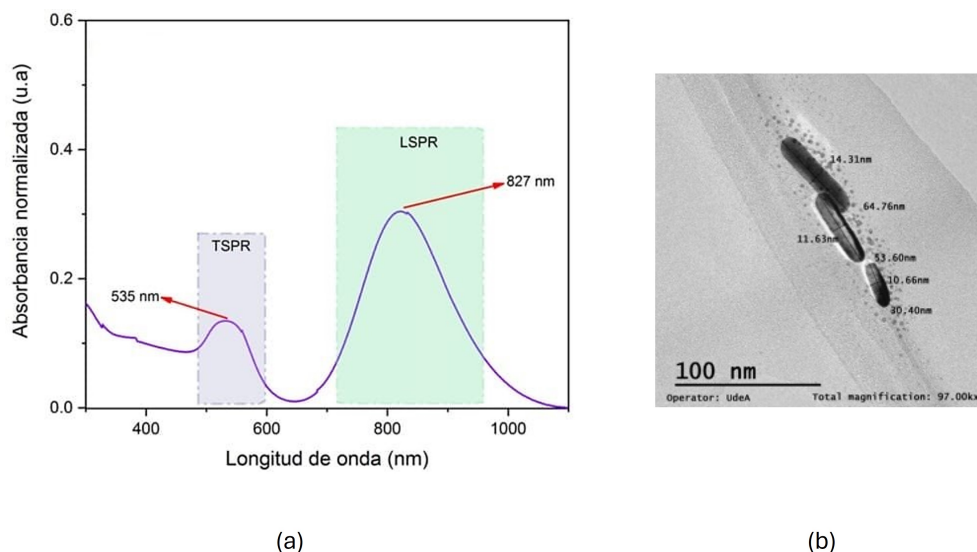 0.6
0.4
0.2
0.0
400
600
800
1000
Absorbancia normalizada (u.a)
Longitud de onda (nm)
TSPR
535 nm
LSPR
827 nm
(a)
14.31nm
64.76nm
11.63nm
53.60nm
10.66nm
30.40nm
100 nm
Operator: UdeA Total magnification: 97.00kx
(b)